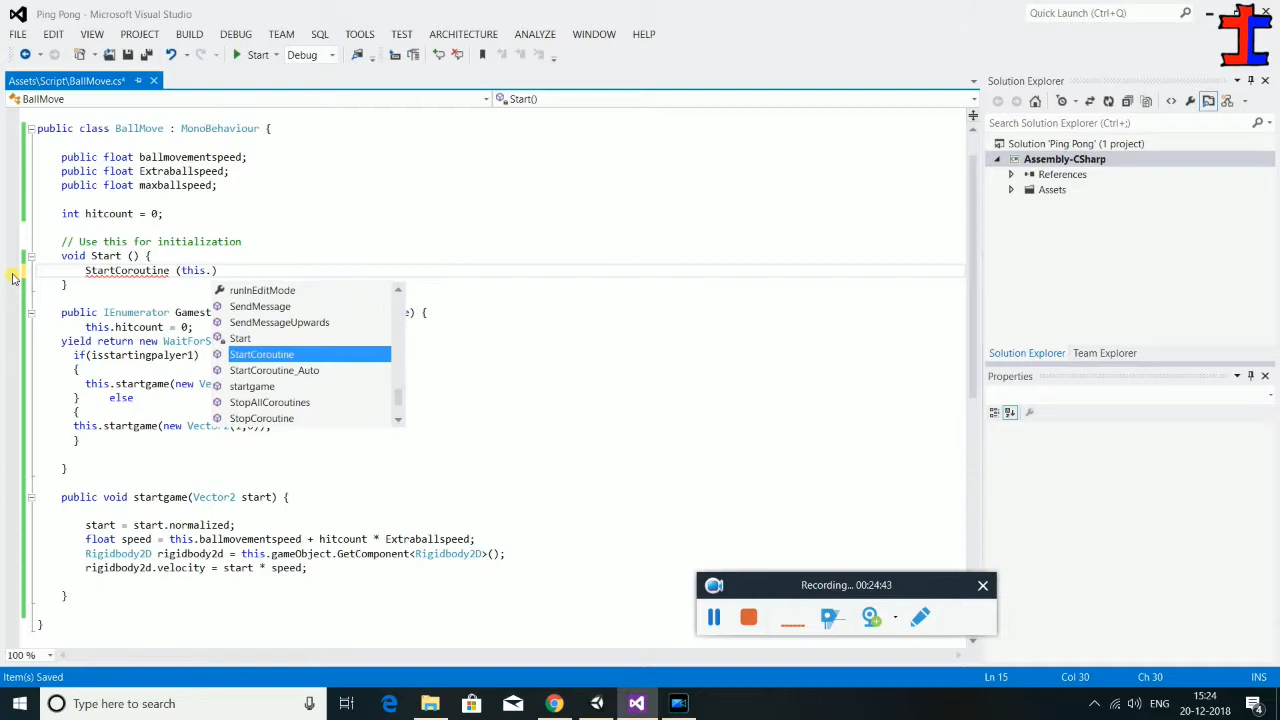 Ping Pong - Microsoft Visual Studio
Quick Launch (Ctrl+Q)
FILE EDIT VIEW PROJECT BUILD DEBUG TEAM SQL TOOLS TEST ARCHITECTURE ANALYZE WINDOW HELP
Start Debug
Assets\Script\BallMove.cs*
Solution Explorer
BallMove Start()
Search Solution Explorer (Ctrl+;)
Solution 'Ping Pong' (1 project)
Assembly-CSharp
References
Assets
public class BallMove : MonoBehaviour {
public float ballmovementspeed;
public float Extraballspeed;
public float maxballspeed;
int hitcount = 0;
// Use this for initialization
void Start () {
StartCoroutine (this.)
}
runInEditMode
SendMessage
SendMessageUpwards
Start
StartCoroutine
StartCoroutine_Auto
startgame
StopAllCoroutines
StopCoroutine
public IEnumerator Gamest e) {
this.hitcount = 0;
yield return new WaitForS
if(isstartingpalyer1)
{
this.startgame(new Ve
} else
{
this.startgame(new Vector2(1,0));
}
}
public void startgame(Vector2 start) {
start = start.normalized;
float speed = this.ballmovementspeed + hitcount * Extraballspeed;
Rigidbody2D rigidbody2d = this.gameObject.GetComponent<Rigidbody2D>();
rigidbody2d.velocity = start * speed;
}
}
Solution Explorer Team Explorer
Properties
Recording... 00:24:43
100 %
Item(s) Saved Ln 15 Col 30 Ch 30 INS
Type here to search
ENG
15:24
20-12-2018
4